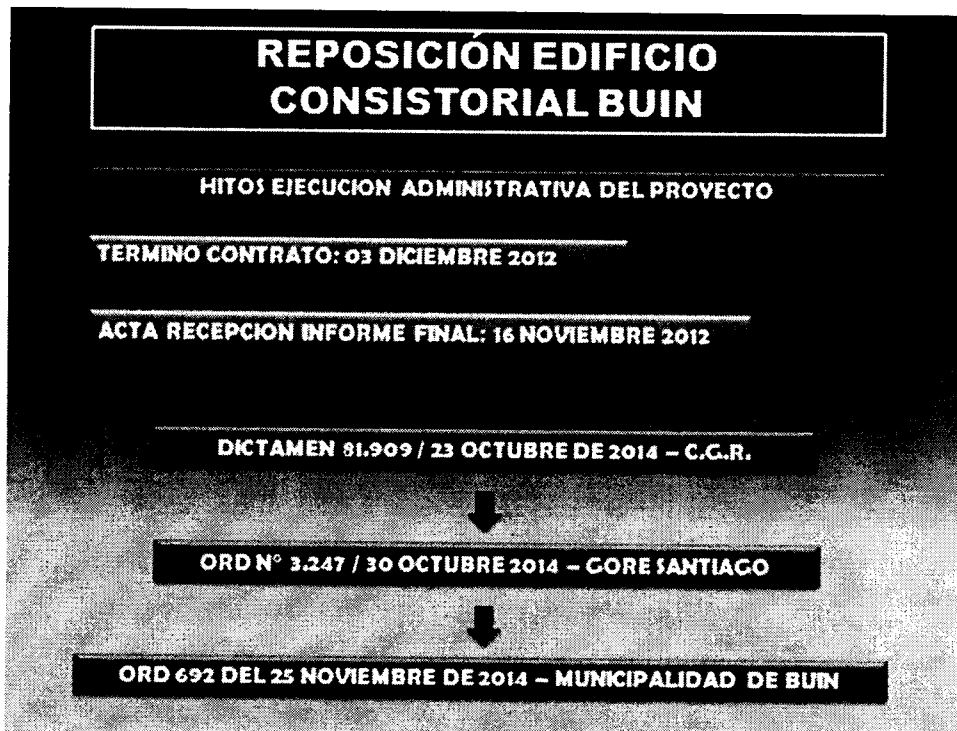 REPOSICIÓN EDIFICIO
CONSISTORIAL BUIN
HITOS EJECUCION ADMINISTRATIVA DEL PROYECTO
TERMINO CONTRATO: 03 DICIEMBRE 2012
ACTA RECEPCION INFORME FINAL: 16 NOVIEMBRE 2012
DICTAMEN 81.909 / 23 OCTUBRE DE 2014 – C.G.R.
ORD N° 3.247 / 30 OCTUBRE 2014 – GORE SANTIAGO
ORD 692 DEL 25 NOVIEMBRE DE 2014 – MUNICIPALIDAD DE BUIN